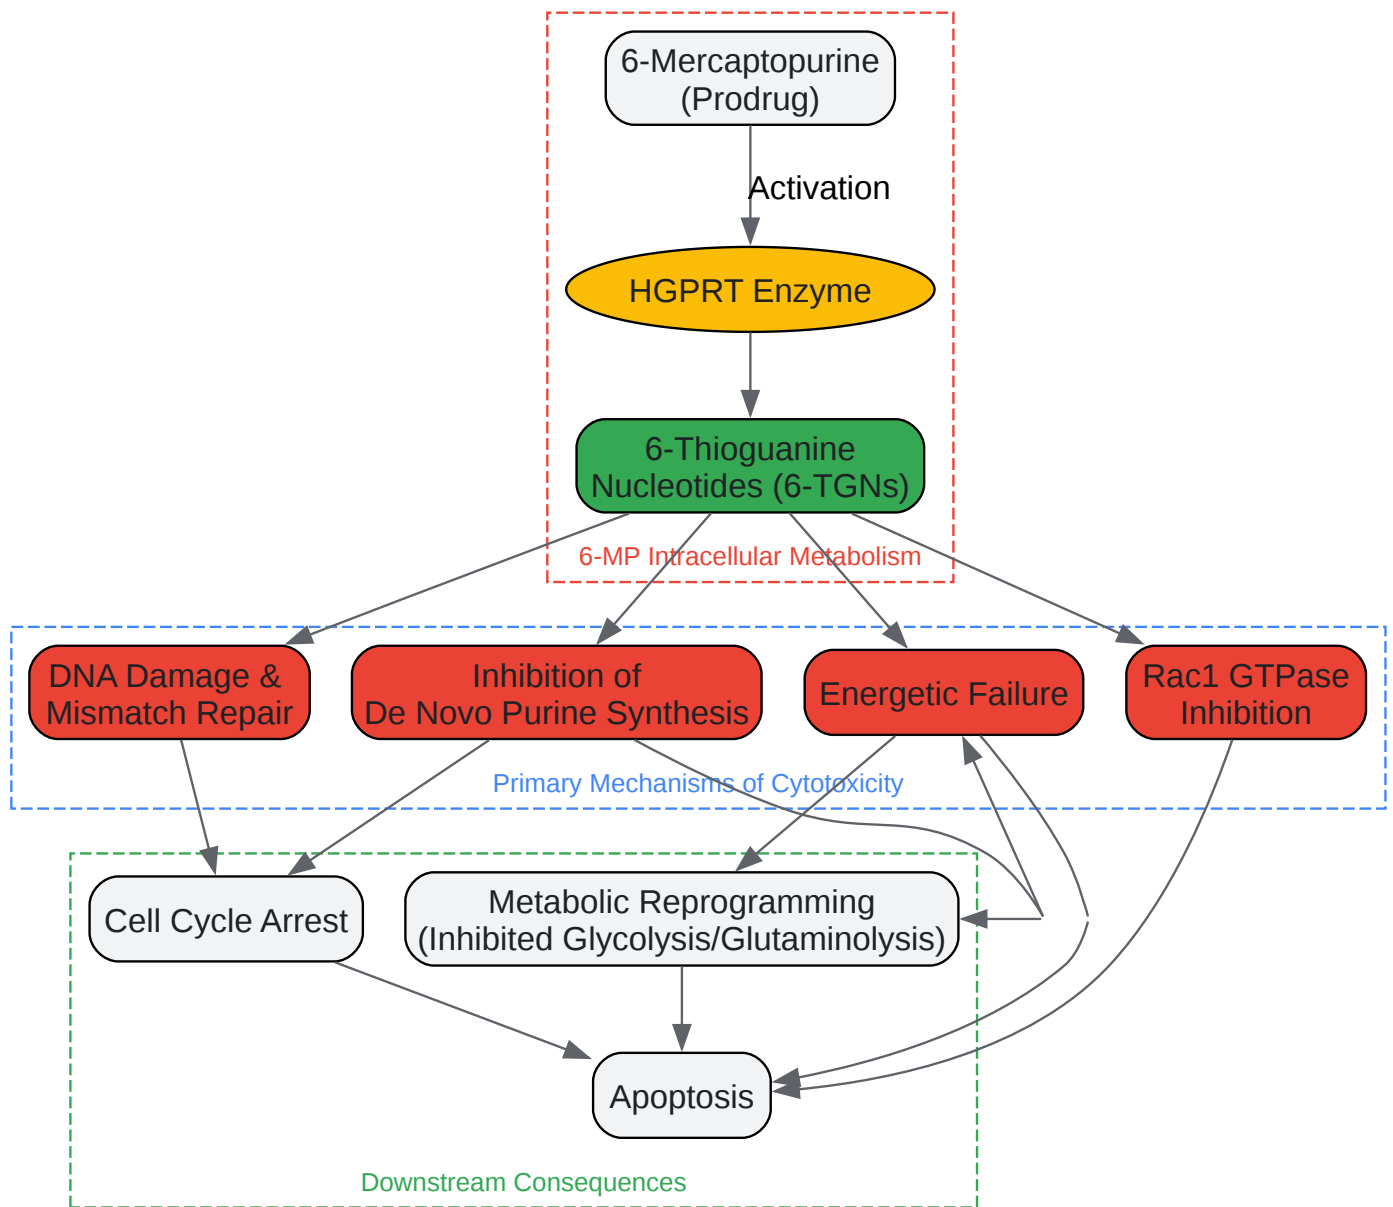 6-Mercaptopurine
(Prodrug)
Activation
HGPRT Enzyme
6-Thioguanine
Nucleotides (6-TGNs)
6-MP Intracellular Metabolism
DNA Damage &
Mismatch Repair
Inhibition of
De Novo Purine Synthesis
Energetic Failure
Rac1 GTPase
Inhibition
Primary Mechanisms of Cytotoxicity
Cell Cycle Arrest
Metabolic Reprogramming
(Inhibited Glycolysis/Glutaminolysis)
Apoptosis
Downstream Consequences